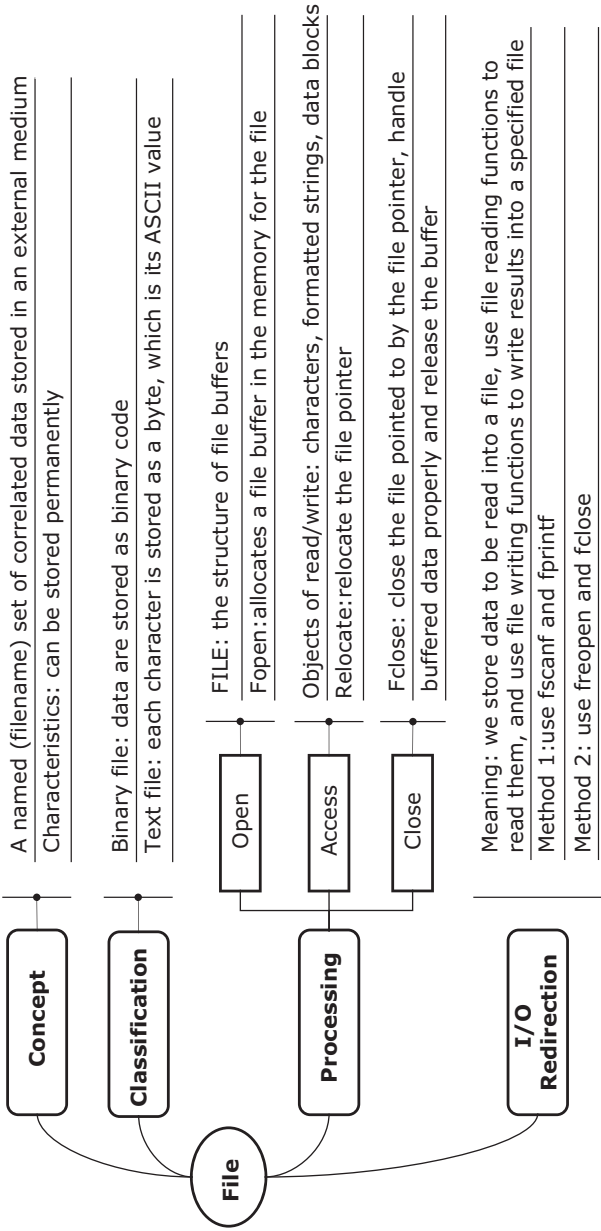 File
Concept
A named (filename) set of correlated data stored in an external medium
Characteristics: can be stored permanently
Classification
Binary file: data are stored as binary code
Text file: each character is stored as a byte, which is its ASCII value
Processing
Open
FILE: the structure of file buffers
Fopen:allocates a file buffer in the memory for the file
Access
Objects of read/write: characters, formatted strings, data blocks
Relocate:relocate the file pointer
Close
Fclose: close the file pointed to by the file pointer, handle
buffered data properly and release the buffer
I/O
Redirection
Meaning: we store data to be read into a file, use file reading functions to
read them, and use file writing functions to write results into a specified file
Method 1:use fscanf and fprintf
Method 2: use freopen and fclose